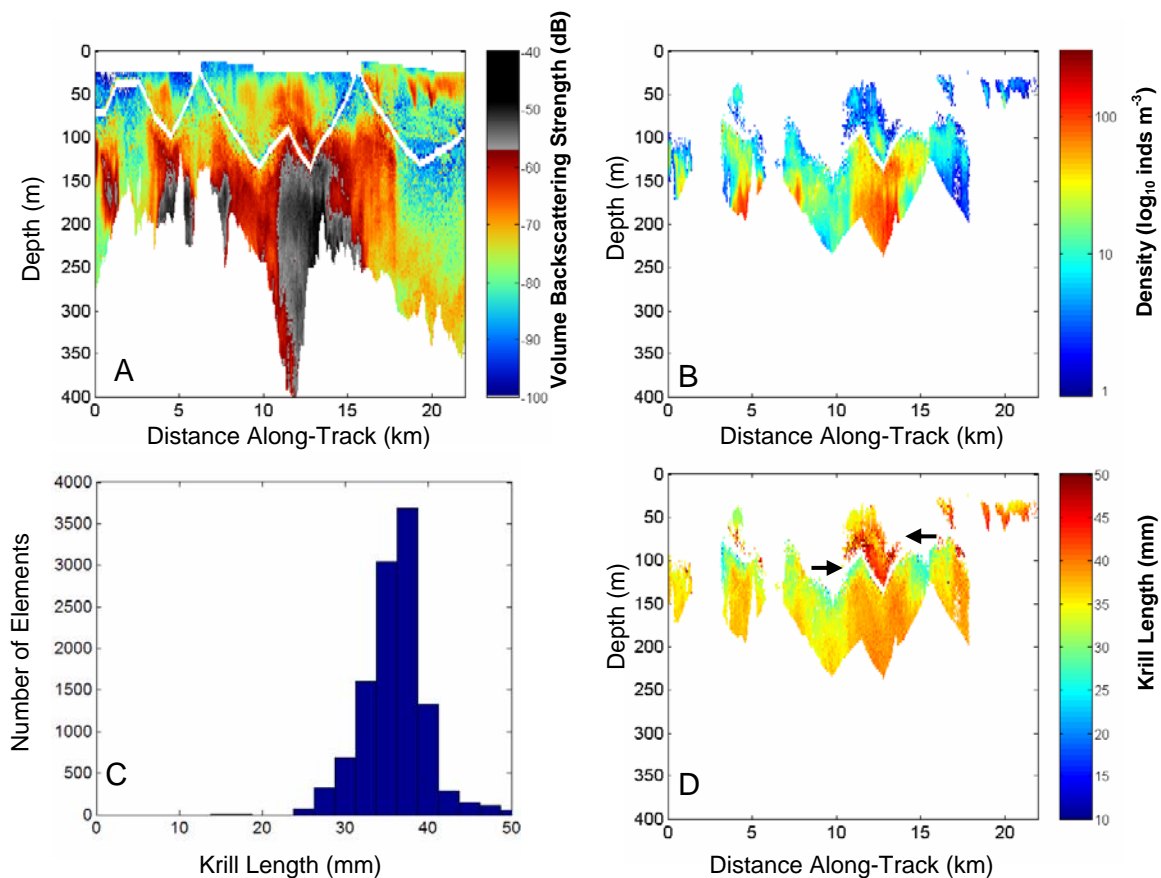 0
50
100
150
200
250
300
350
400
Depth (m)
A
0 5 10 15 20
Distance Along-Track (km)
-40
-50
-60
-70
-80
-90
-100
Volume Backscattering Strength (dB)
0
50
100
150
200
250
300
350
400
Depth (m)
B
0 5 10 15 20
Distance Along-Track (km)
100
10
1
Density (log10 inds m-3)
4000
3500
3000
2500
2000
1500
1000
500
0
Number of Elements
C
0 10 20 30 40 50
Krill Length (mm)
0
50
100
150
200
250
300
350
400
Depth (m)
D
0 5 10 15 20
Distance Along-Track (km)
50
45
40
35
30
25
20
15
10
Krill Length (mm)